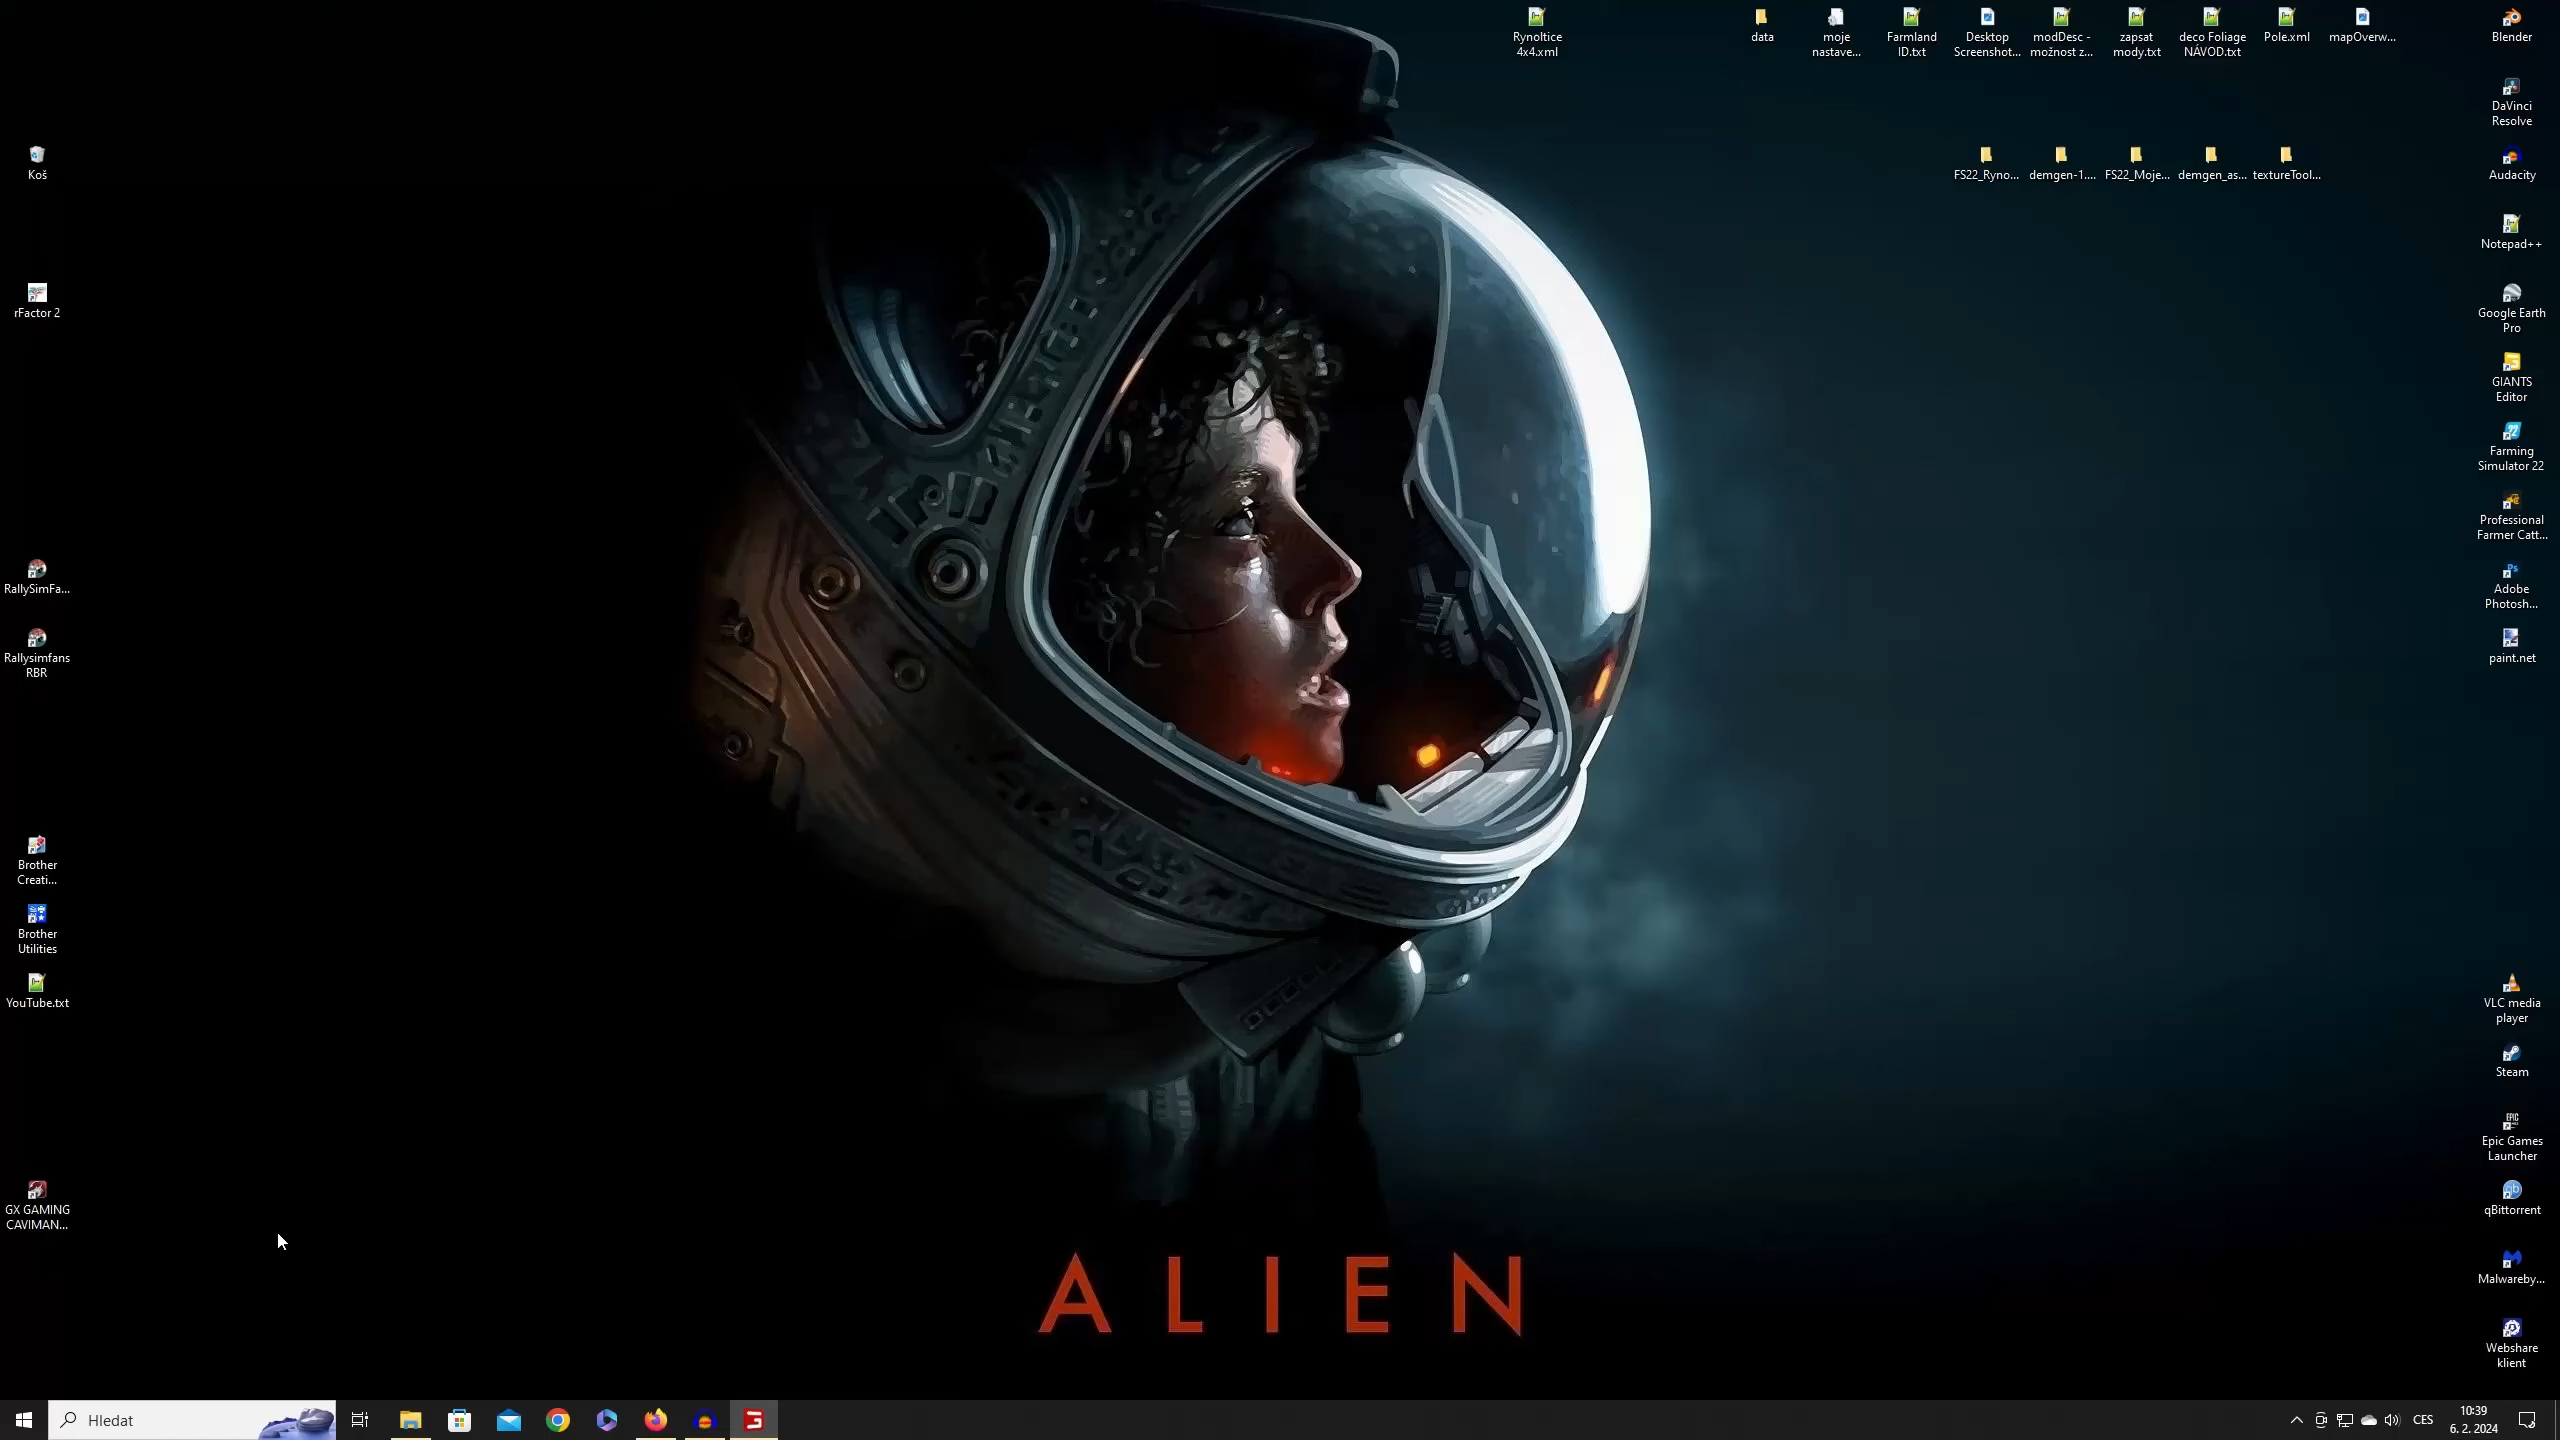 Rynoltice
4x4.xml
data
moje
nastave...
Farmland
ID.txt
Desktop
Screenshot...
modDesc -
možnost z...
zapsat
mody.txt
deco Foliage
NÁVOD.txt
Pole.xml
mapOverw...
Blender
DaVinci
Resolve
Koš
FS22_Ryno...
demgen-1....
FS22_Moje...
demgen_as...
textureTool...
Audacity
Notepad++
rFactor 2
Google Earth
Pro
GIANTS
Editor
Farming
Simulator 22
Professional
Farmer Catt...
RallySimFa...
Adobe
Photosh...
Rallysimfans
RBR
paint.net
Brother
Creati...
Brother
Utilities
YouTube.txt
VLC media
player
Steam
Epic Games
Launcher
GX GAMING
CAVIMAN...
qBittorrent
Malwareby...
ALIEN
Webshare
klient
Hledat
CES
10:39
6. 2. 2024